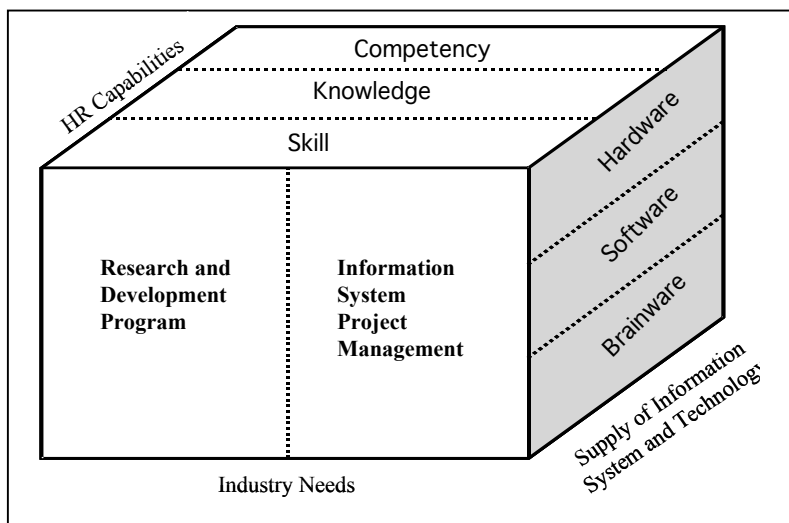 Competency
HR Capabilities
Knowledge
Skill
Hardware
Software
Brainware
Research and
Development
Program
Information
System
Project
Management
Supply of Information
System and Technology
Industry Needs